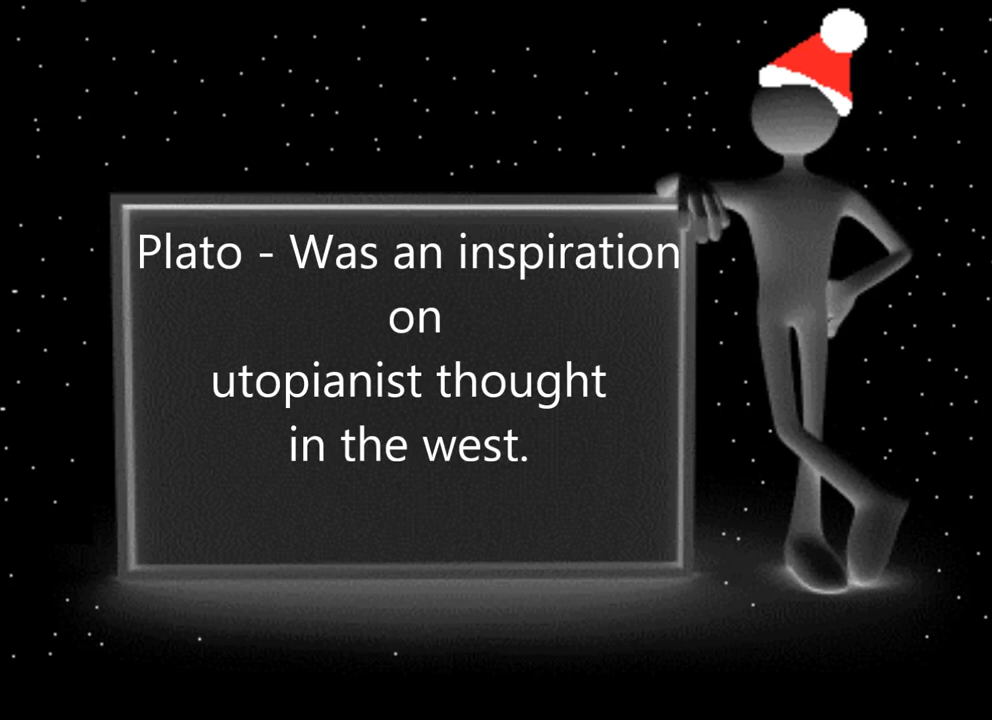 Plato - Was an inspiration
on
utopianist thought
in the west.